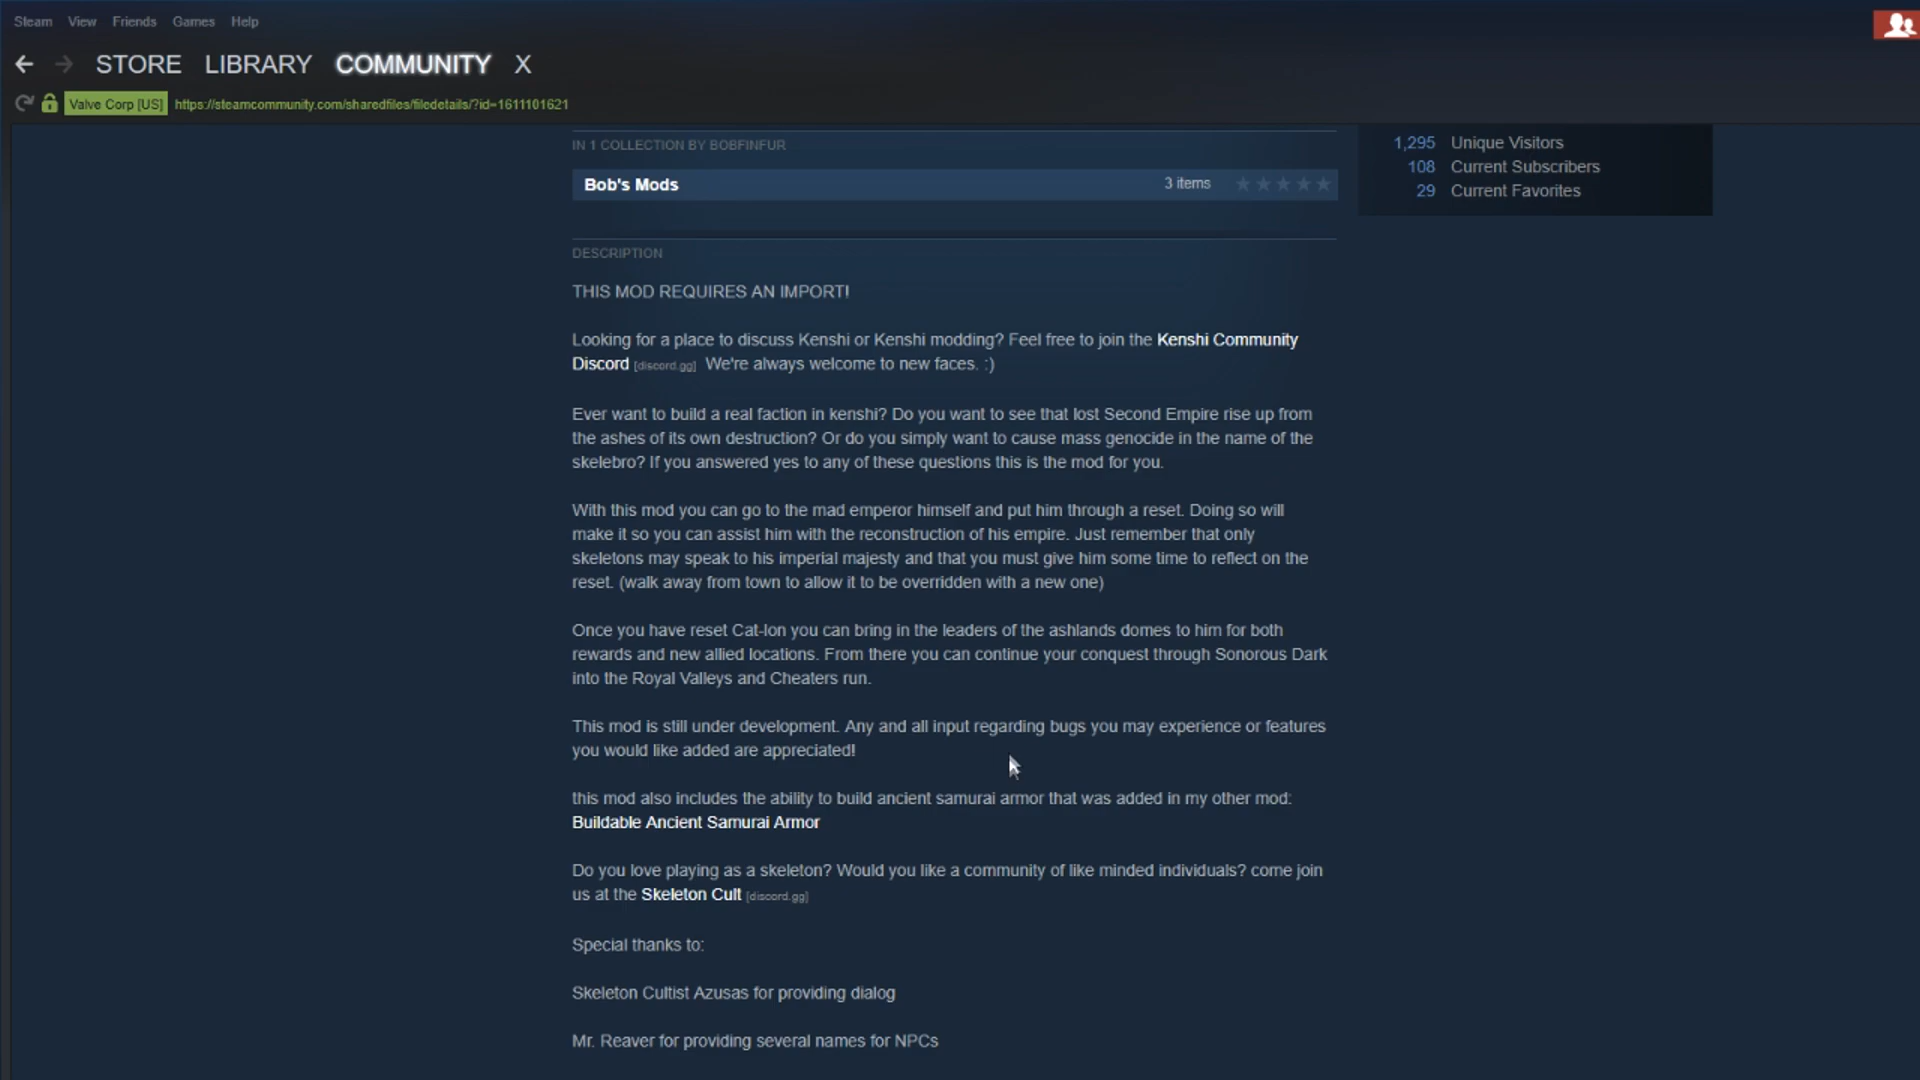 Steam View Friends Games Help
STORE LIBRARY COMMUNITY X
Valve Corp [US] https://steamcommunity.com/sharedfiles/filedetails/?id=1611101621
IN 1 COLLECTION BY BOBFINFUR
Bob's Mods 3 items
1,295 Unique Visitors
108 Current Subscribers
29 Current Favorites
DESCRIPTION
THIS MOD REQUIRES AN IMPORT!
Looking for a place to discuss Kenshi or Kenshi modding? Feel free to join the Kenshi Community
Discord [discord.gg] We're always welcome to new faces. :)
Ever want to build a real faction in kenshi? Do you want to see that lost Second Empire rise up from
the ashes of its own destruction? Or do you simply want to cause mass genocide in the name of the
skelebro? If you answered yes to any of these questions this is the mod for you.
With this mod you can go to the mad emperor himself and put him through a reset. Doing so will
make it so you can assist him with the reconstruction of his empire. Just remember that only
skeletons may speak to his imperial majesty and that you must give him some time to reflect on the
reset. (walk away from town to allow it to be overridden with a new one)
Once you have reset Cat-lon you can bring in the leaders of the ashlands domes to him for both
rewards and new allied locations. From there you can continue your conquest through Sonorous Dark
into the Royal Valleys and Cheaters run.
This mod is still under development. Any and all input regarding bugs you may experience or features
you would like added are appreciated!
this mod also includes the ability to build ancient samurai armor that was added in my other mod:
Buildable Ancient Samurai Armor
Do you love playing as a skeleton? Would you like a community of like minded individuals? come join
us at the Skeleton Cult [discord.gg]
Special thanks to:
Skeleton Cultist Azusas for providing dialog
Mr. Reaver for providing several names for NPCs